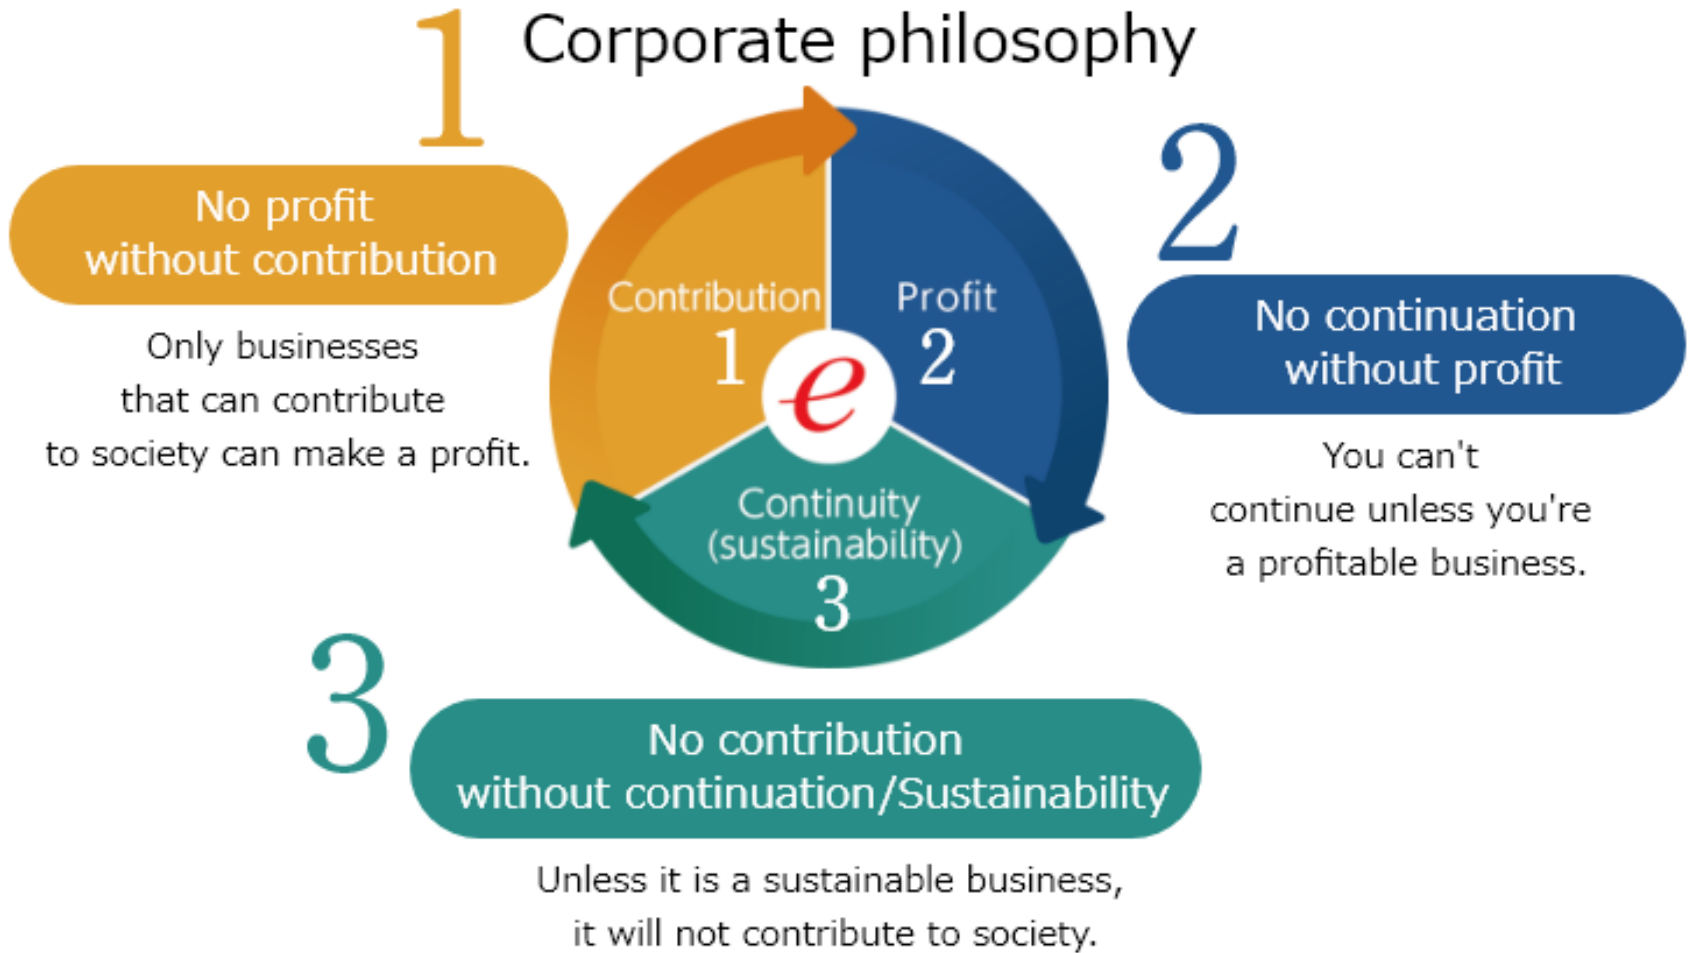 Corporate philosophy
1
No profit
without contribution
Only businesses
that can contribute
to society can make a profit.
Contribution
1
Profit
2
e
Continuity
(sustainability)
3
2
No continuation
without profit
You can't
continue unless you're
a profitable business.
3
No contribution
without continuation/Sustainability
Unless it is a sustainable business,
it will not contribute to society.